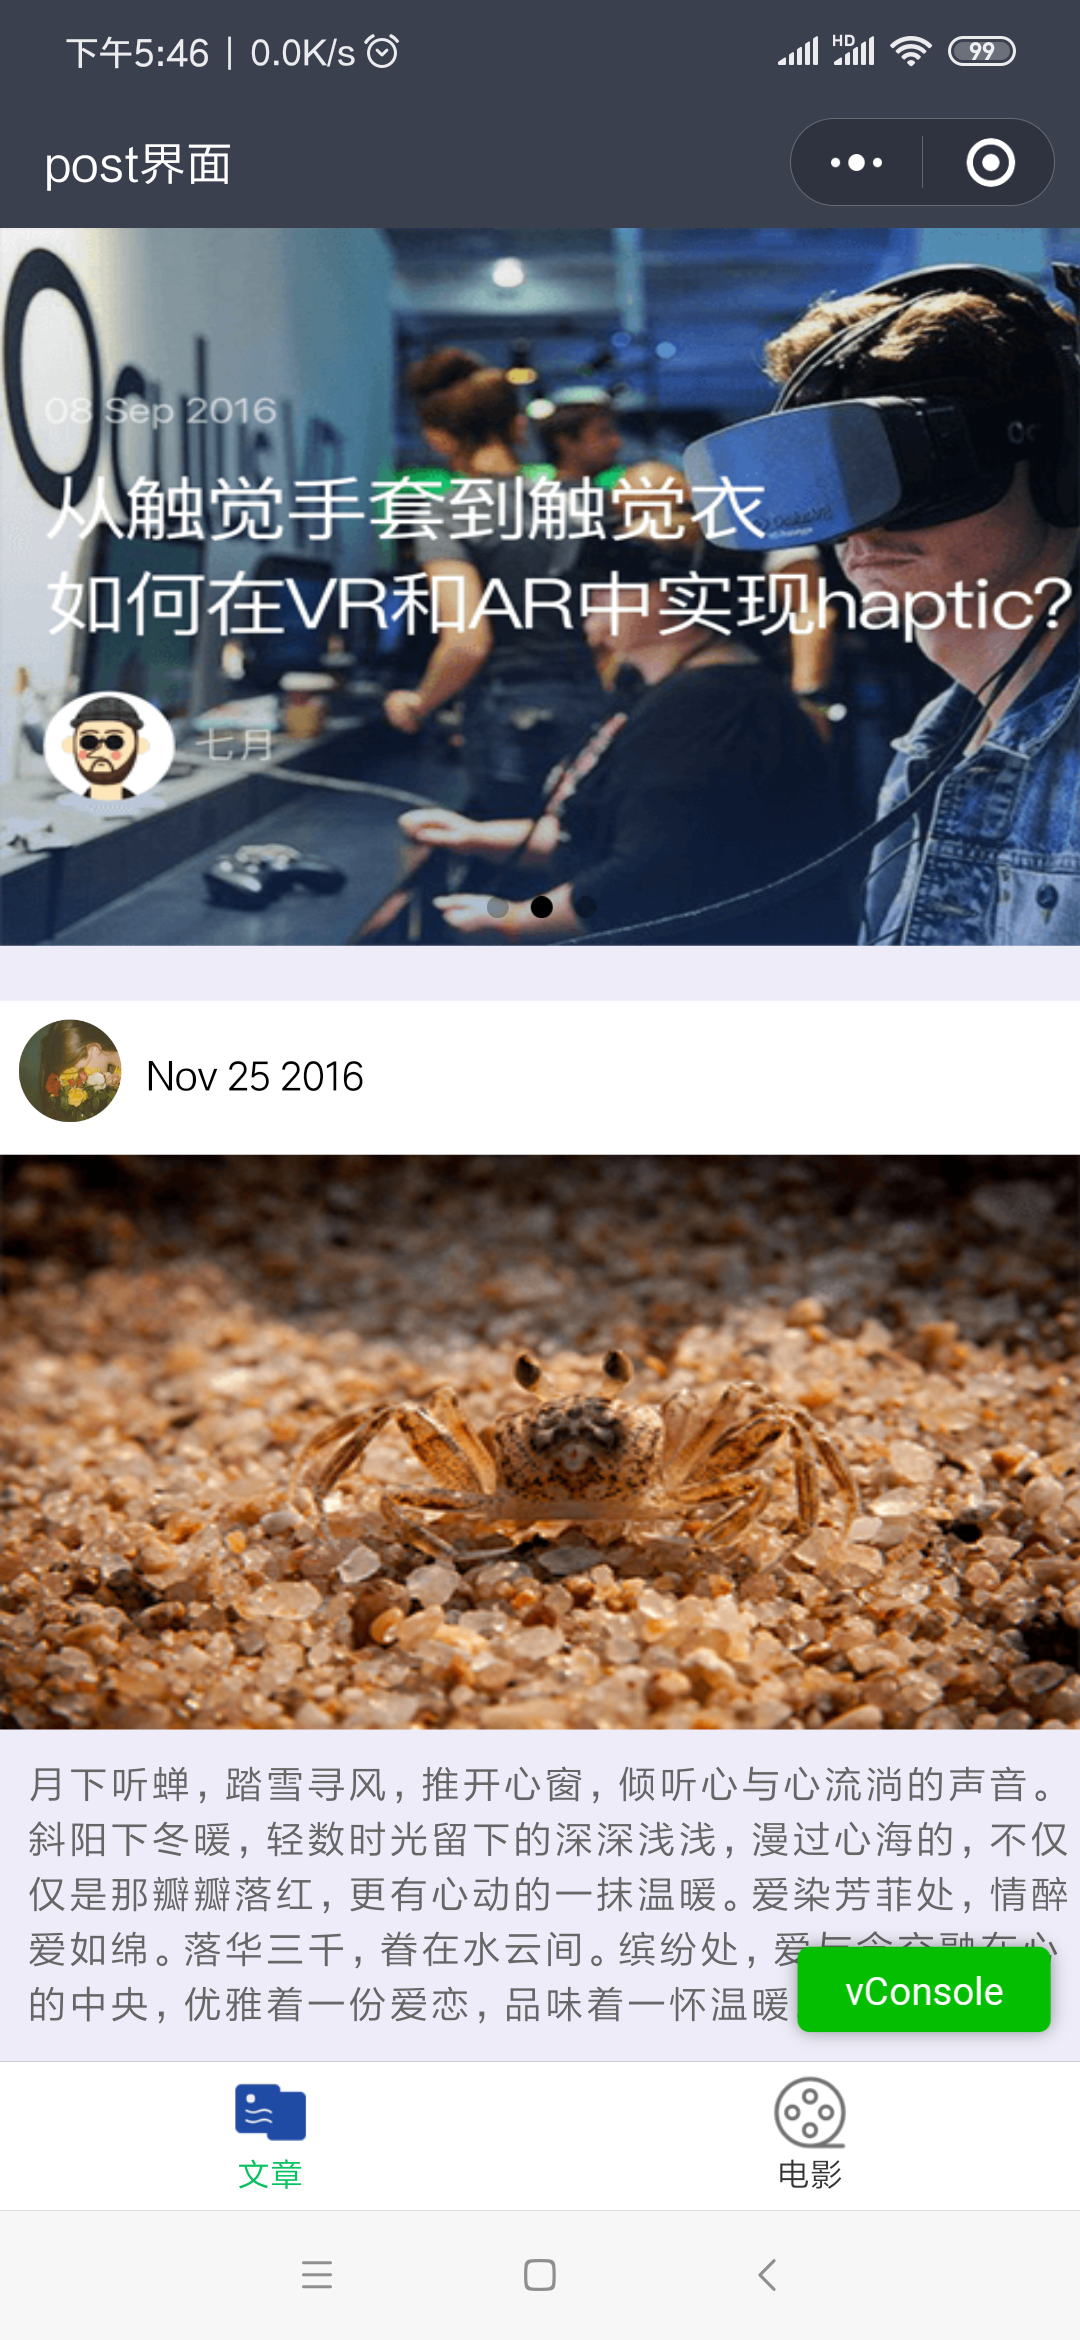 下午5:46 | 0.0K/s
HD
99
post界面
Oculus
08 Sep 2016
从触觉手套到触觉衣
如何在VR和AR中实现haptic?
七月
Nov 25 2016
月下听蝉，踏雪寻风，推开心窗，倾听心与心流淌的声音。
斜阳下冬暖，轻数时光留下的深深浅浅，漫过心海的，不仅
仅是那瓣瓣落红，更有心动的一抹温暖。爱染芳菲处，情醉
爱如绵。落华三千，眷在水云间。缤纷处，爱与念交融在心
的中央，优雅着一份爱恋，品味着一怀温暖
vConsole
文章
电影